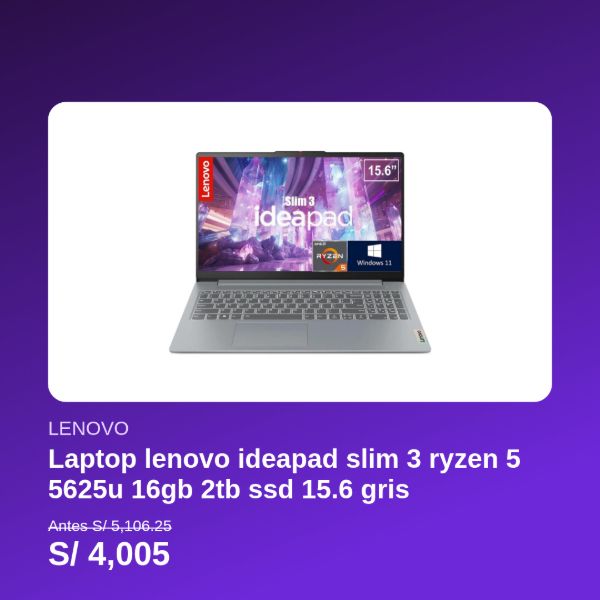 Lenovo
15.6"
Slim 3
ideapad
AMD
RYZEN
5
Windows 11
LENOVO
Laptop lenovo ideapad slim 3 ryzen 5
5625u 16gb 2tb ssd 15.6 gris
Antes S/ 5,106.25
S/ 4,005